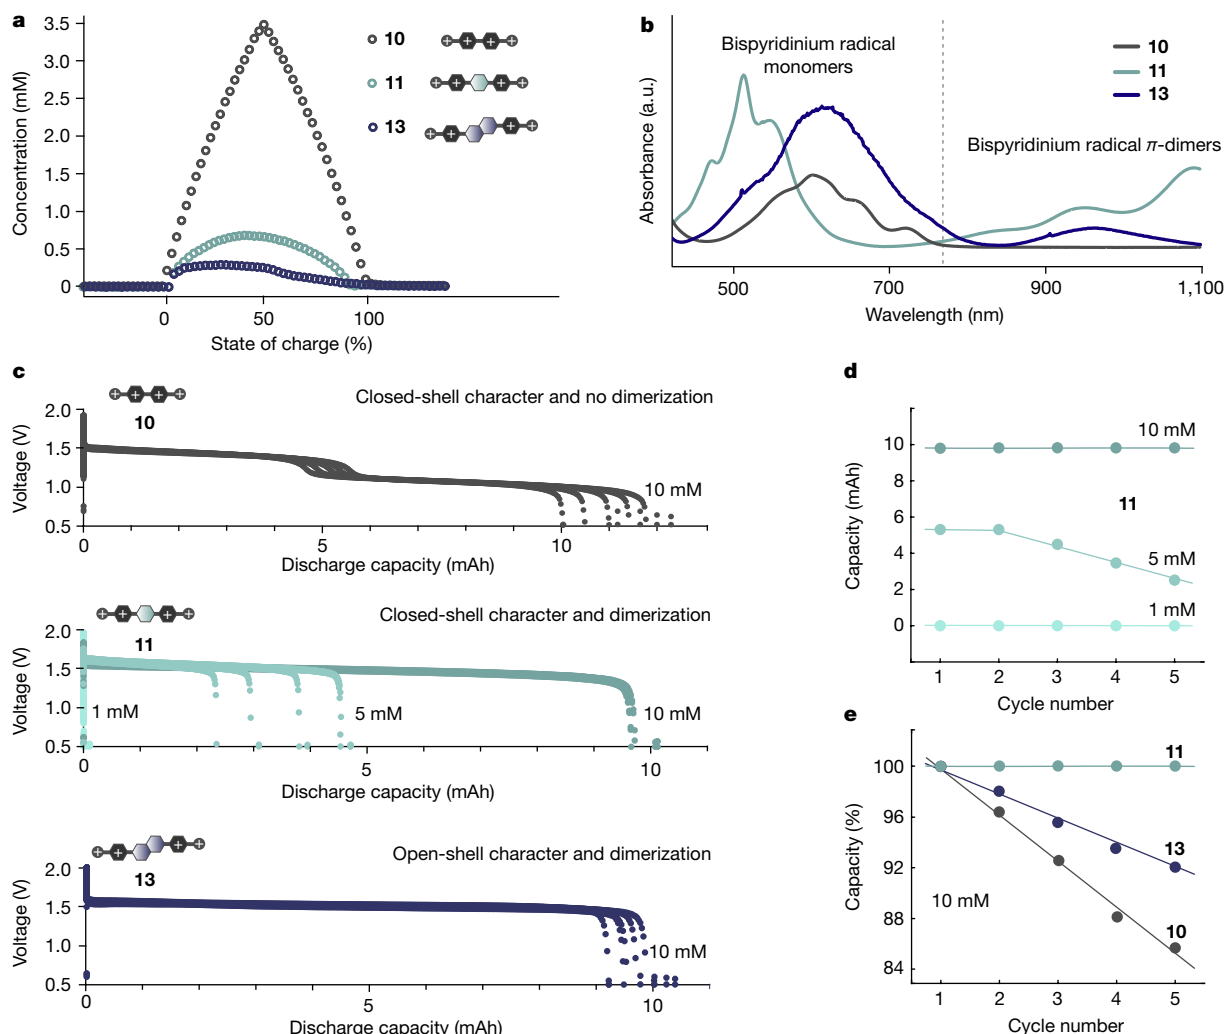 a
Concentration (mM)
3.5
3.0
2.5
2.0
1.5
1.0
0.5
0
0
50
100
State of charge (%)
10
11
13
b
Absorbance (a.u.)
Bispyridinium radical
monomers
10
11
13
Bispyridinium radical π-dimers
500
700
900
1,100
Wavelength (nm)
c
Closed-shell character and no dimerization
10
Voltage (V)
2.0
1.5
1.0
0.5
10 mM
0
5
10
Discharge capacity (mAh)
Closed-shell character and dimerization
11
Voltage (V)
2.0
1.5
1.0
0.5
1 mM
5 mM
10 mM
0
5
10
Discharge capacity (mAh)
Open-shell character and dimerization
13
Voltage (V)
2.0
1.5
1.0
0.5
10 mM
0
5
10
Discharge capacity (mAh)
d
Capacity (mAh)
10
8
6
4
2
0
10 mM
11
5 mM
1 mM
1
2
3
4
5
Cycle number
e
Capacity (%)
100
96
92
88
84
11
13
10
10 mM
1
2
3
4
5
Cycle number